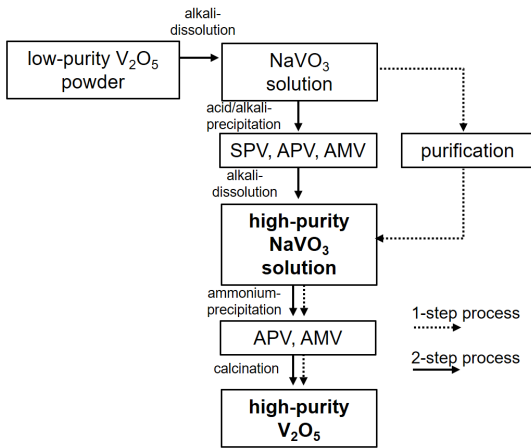 alkali-
dissolution
low-purity V₂O₅
powder
NaVO₃
solution
acid/alkali-
precipitation
SPV, APV, AMV
purification
alkali-
dissolution
high-purity
NaVO₃
solution
ammonium-
precipitation
1-step process
APV, AMV
2-step process
calcination
high-purity
V₂O₅